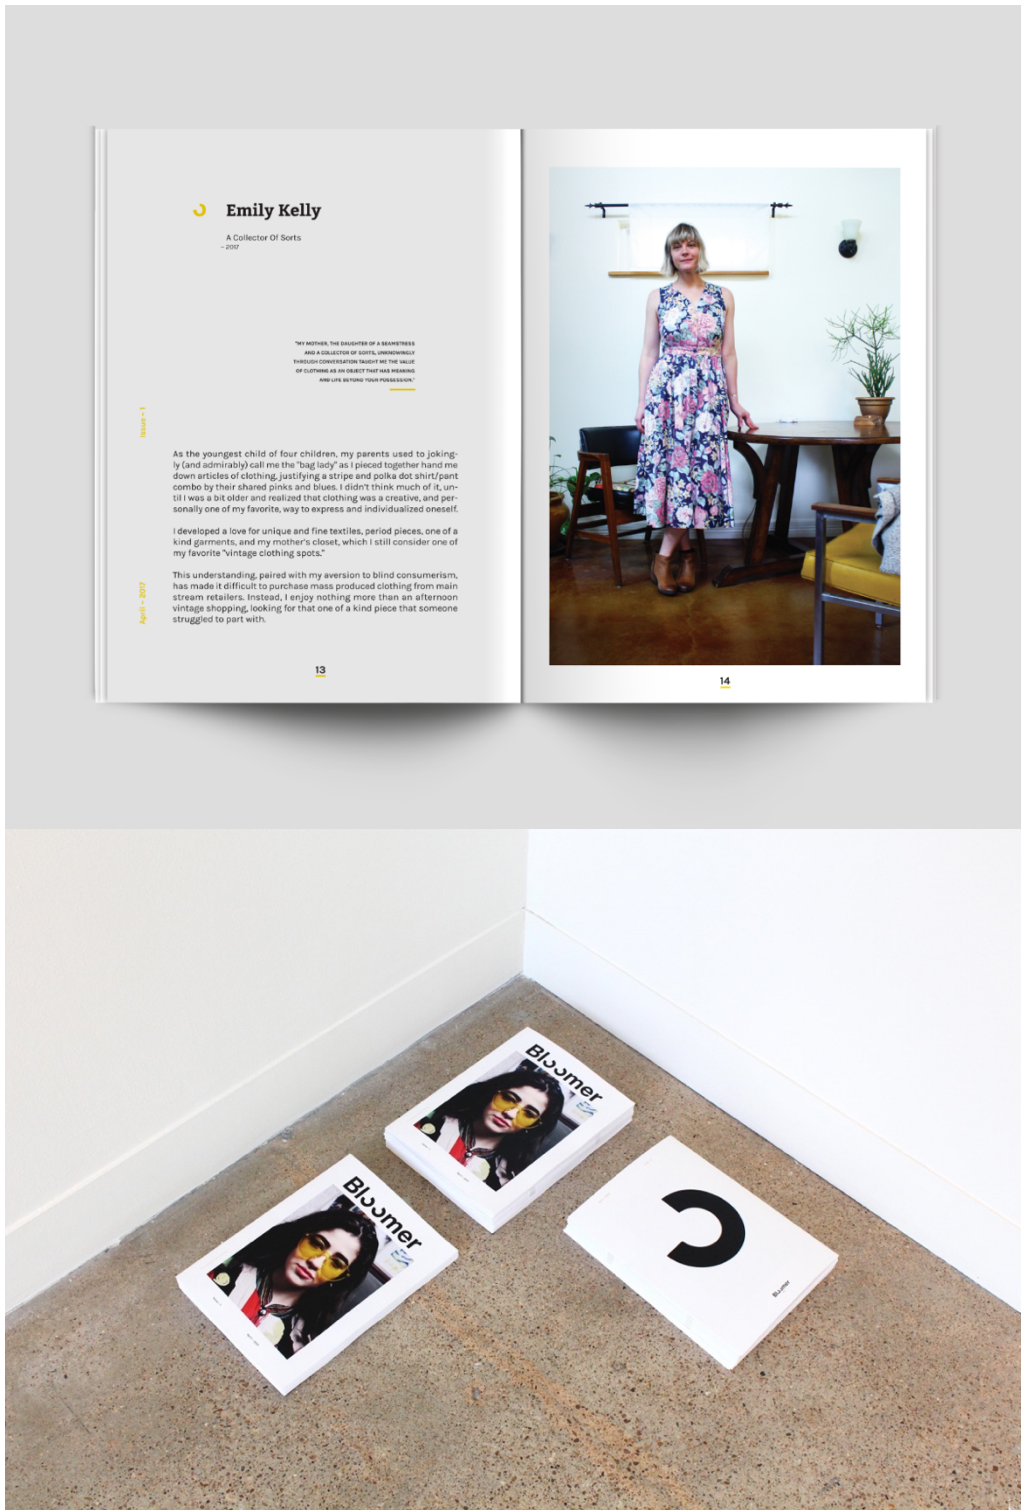 Emily Kelly
A Collector Of Sorts
– 2017
"MY MOTHER, THE DAUGHTER OF A SEAMSTRESS
AND A COLLECTOR OF SORTS, UNKNOWINGLY
THROUGH CONVERSATION TAUGHT ME THE VALUE
OF CLOTHING AS AN OBJECT THAT HAS MEANING
AND LIFE BEYOND YOUR POSSESSION."
Issue – 1
As the youngest child of four children, my parents used to joking-
ly (and admirably) call me the "bag lady" as I pieced together hand me
down articles of clothing, justifying a stripe and polka dot shirt/pant
combo by their shared pinks and blues. I didn't think much of it, un-
til I was a bit older and realized that clothing was a creative, and per-
sonally one of my favorite, way to express and individualized oneself.
I developed a love for unique and fine textiles, period pieces, one of a
kind garments, and my mother's closet, which I still consider one of
my favorite "vintage clothing spots."
This understanding, paired with my aversion to blind consumerism,
has made it difficult to purchase mass produced clothing from main
stream retailers. Instead, I enjoy nothing more than an afternoon
vintage shopping, looking for that one of a kind piece that someone
struggled to part with.
April – 2017
13
14
Bloomer
Bloomer
Bloomer